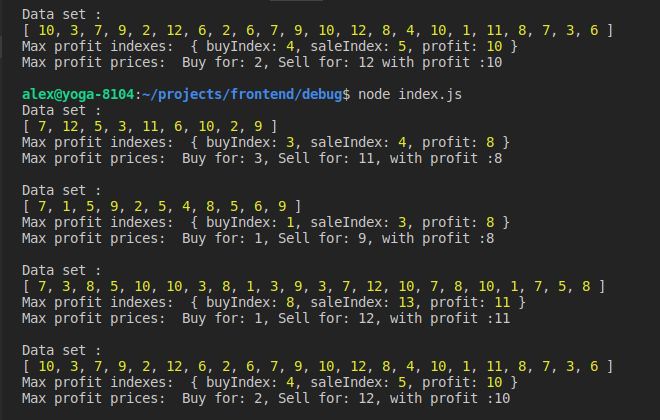 Data set :
[ 10, 3, 7, 9, 2, 12, 6, 2, 6, 7, 9, 10, 12, 8, 4, 10, 1, 11, 8, 7, 3, 6 ]
Max profit indexes:  { buyIndex: 4, saleIndex: 5, profit: 10 }
Max profit prices:  Buy for: 2, Sell for: 12 with profit :10
alex@yoga-8104:~/projects/frontend/debug$ node index.js
Data set :
[ 7, 12, 5, 3, 11, 6, 10, 2, 9 ]
Max profit indexes:  { buyIndex: 3, saleIndex: 4, profit: 8 }
Max profit prices:  Buy for: 3, Sell for: 11, with profit :8
Data set :
[ 7, 1, 5, 9, 2, 5, 4, 8, 5, 6, 9 ]
Max profit indexes:  { buyIndex: 1, saleIndex: 3, profit: 8 }
Max profit prices:  Buy for: 1, Sell for: 9, with profit :8
Data set :
[ 7, 3, 8, 5, 10, 10, 3, 8, 1, 3, 9, 3, 7, 12, 10, 7, 8, 10, 1, 7, 5, 8 ]
Max profit indexes:  { buyIndex: 8, saleIndex: 13, profit: 11 }
Max profit prices:  Buy for: 1, Sell for: 12, with profit :11
Data set :
[ 10, 3, 7, 9, 2, 12, 6, 2, 6, 7, 9, 10, 12, 8, 4, 10, 1, 11, 8, 7, 3, 6 ]
Max profit indexes:  { buyIndex: 4, saleIndex: 5, profit: 10 }
Max profit prices:  Buy for: 2, Sell for: 12, with profit :10